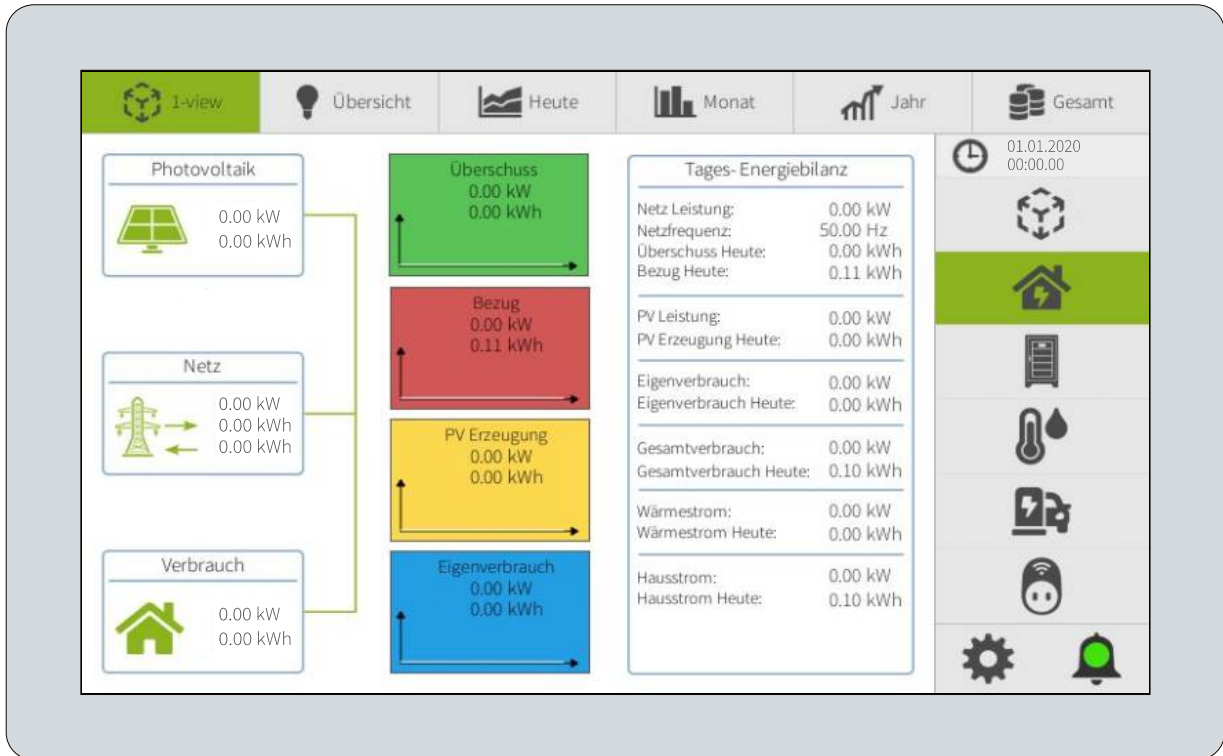 1-view
Übersicht
Heute
Monat
Jahr
Gesamt
01.01.2020
00:00.00
Photovoltaik
0.00 kW
0.00 kWh
Netz
0.00 kW
0.00 kWh
0.00 kWh
Verbrauch
0.00 kW
0.00 kWh
Überschuss
0.00 kW
0.00 kWh
Bezug
0.00 kW
0.11 kWh
PV Erzeugung
0.00 kW
0.00 kWh
Eigenverbrauch
0.00 kW
0.00 kWh
Tages- Energiebilanz
Netz Leistung: 0.00 kW
Netzfrequenz: 50.00 Hz
Überschuss Heute: 0.00 kWh
Bezug Heute: 0.11 kWh
PV Leistung: 0.00 kW
PV Erzeugung Heute: 0.00 kWh
Eigenverbrauch: 0.00 kW
Eigenverbrauch Heute: 0.00 kWh
Gesamtverbrauch: 0.00 kW
Gesamtverbrauch Heute: 0.10 kWh
Wärmestrom: 0.00 kW
Wärmestrom Heute: 0.00 kWh
Hausstrom: 0.00 kW
Hausstrom Heute: 0.10 kWh